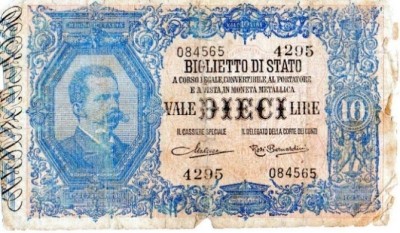 084565 4295
BIGLIETTO DI STATO
A CORSO LEGALE, CONVERTIBILE AL PORTATORE
E A VISTA, IN MONETA METALLICA
VALE DIECI LIRE 10
IL CASSIERE SPECIALE IL DELEGATO DELLA CORTE DEI CONTI
4295 084565